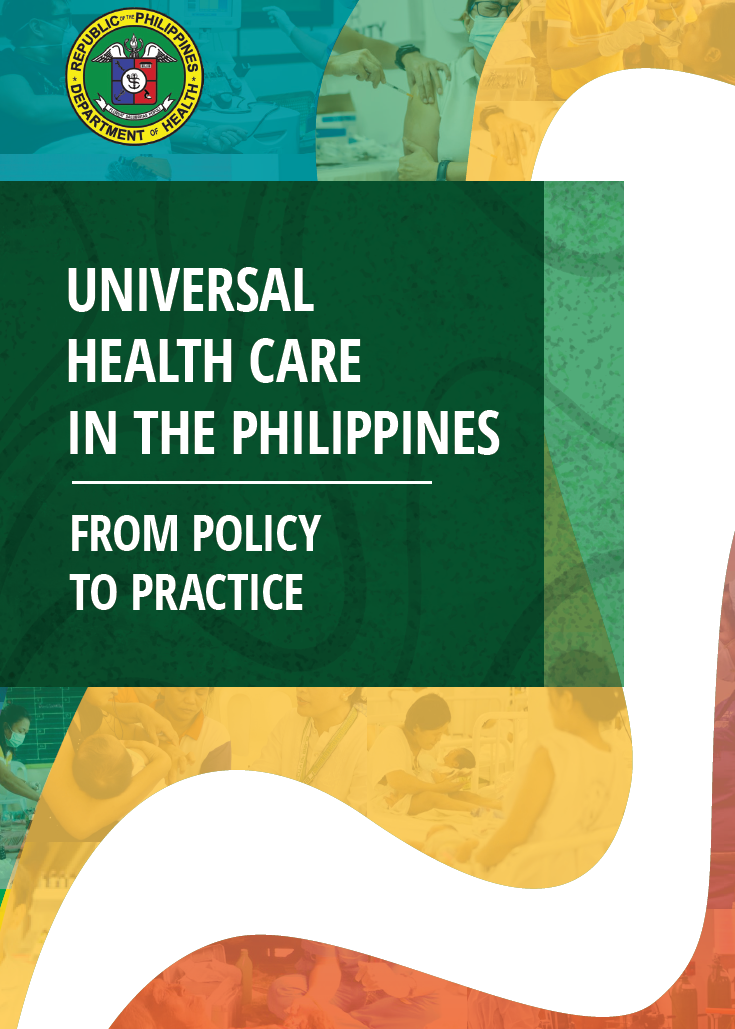 REPUBLIC OF THE PHILIPPINES
DEPARTMENT OF HEALTH
UNIVERSAL
HEALTH CARE
IN THE PHILIPPINES
FROM POLICY
TO PRACTICE